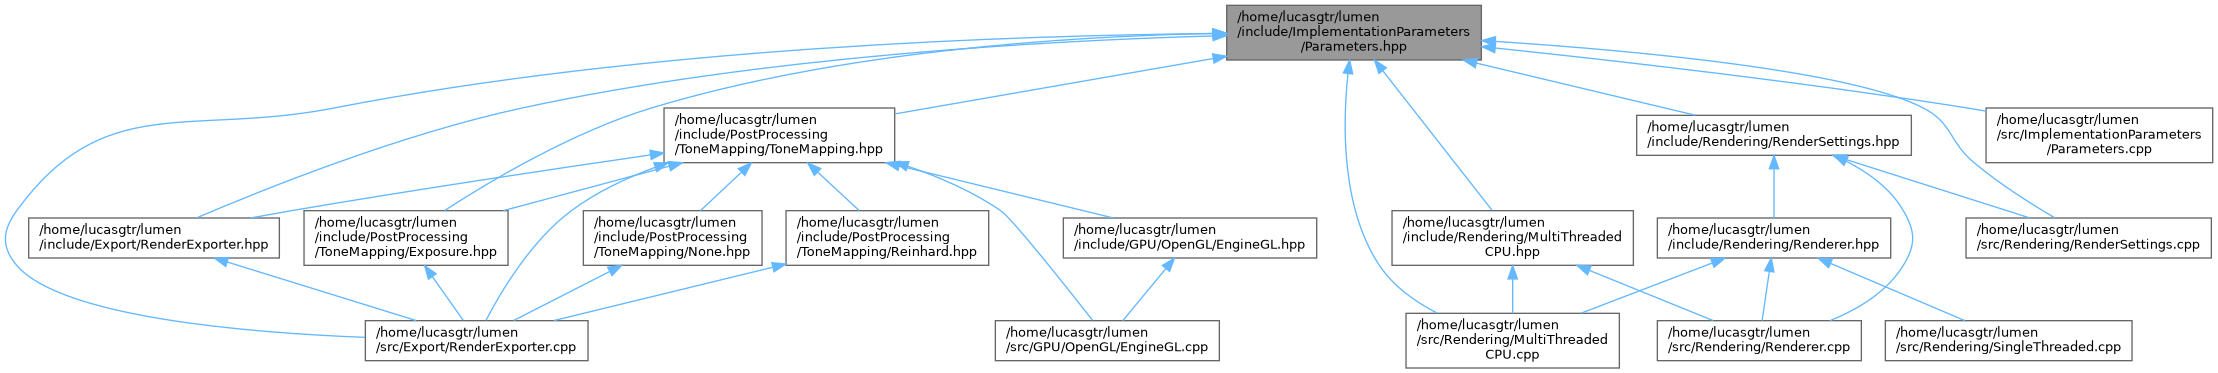 /home/lucasgtr/lumen
/include/ImplementationParameters
/Parameters.hpp
/home/lucasgtr/lumen
/include/PostProcessing
/ToneMapping/ToneMapping.hpp
/home/lucasgtr/lumen
/include/Rendering/RenderSettings.hpp
/home/lucasgtr/lumen
/src/ImplementationParameters
/Parameters.cpp
/home/lucasgtr/lumen
/include/Export/RenderExporter.hpp
/home/lucasgtr/lumen
/include/PostProcessing
/ToneMapping/Exposure.hpp
/home/lucasgtr/lumen
/include/PostProcessing
/ToneMapping/None.hpp
/home/lucasgtr/lumen
/include/PostProcessing
/ToneMapping/Reinhard.hpp
/home/lucasgtr/lumen
/include/GPU/OpenGL/EngineGL.hpp
/home/lucasgtr/lumen
/include/Rendering/MultiThreaded
CPU.hpp
/home/lucasgtr/lumen
/include/Rendering/Renderer.hpp
/home/lucasgtr/lumen
/src/Rendering/RenderSettings.cpp
/home/lucasgtr/lumen
/src/Export/RenderExporter.cpp
/home/lucasgtr/lumen
/src/GPU/OpenGL/EngineGL.cpp
/home/lucasgtr/lumen
/src/Rendering/MultiThreaded
CPU.cpp
/home/lucasgtr/lumen
/src/Rendering/Renderer.cpp
/home/lucasgtr/lumen
/src/Rendering/SingleThreaded.cpp